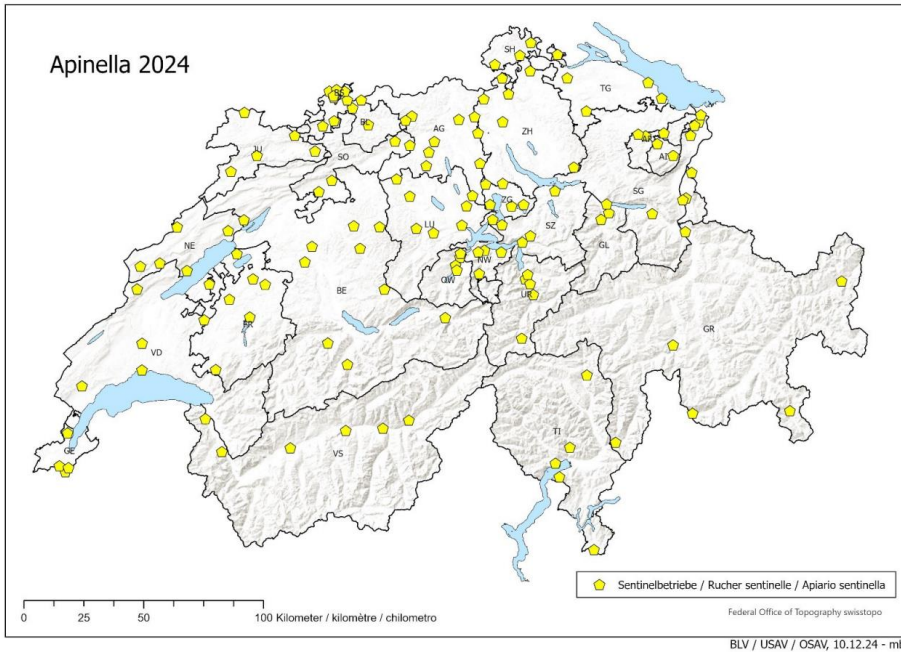 Apinella 2024
SH
TG
BS
BL
AG
ZH
JU
SO
AI
SG
ZG
LU
SZ
NE
GL
NW
OW
BE
UR
FR
GR
VD
TI
GE
VS
Sentinelbetriebe / Rucher sentinelle / Apiario sentinella
0 25 50 100 Kilometer / kilomètre / chilometro
Federal Office of Topography swisstopo
BLV / USAV / OSAV, 10.12.24 - mb